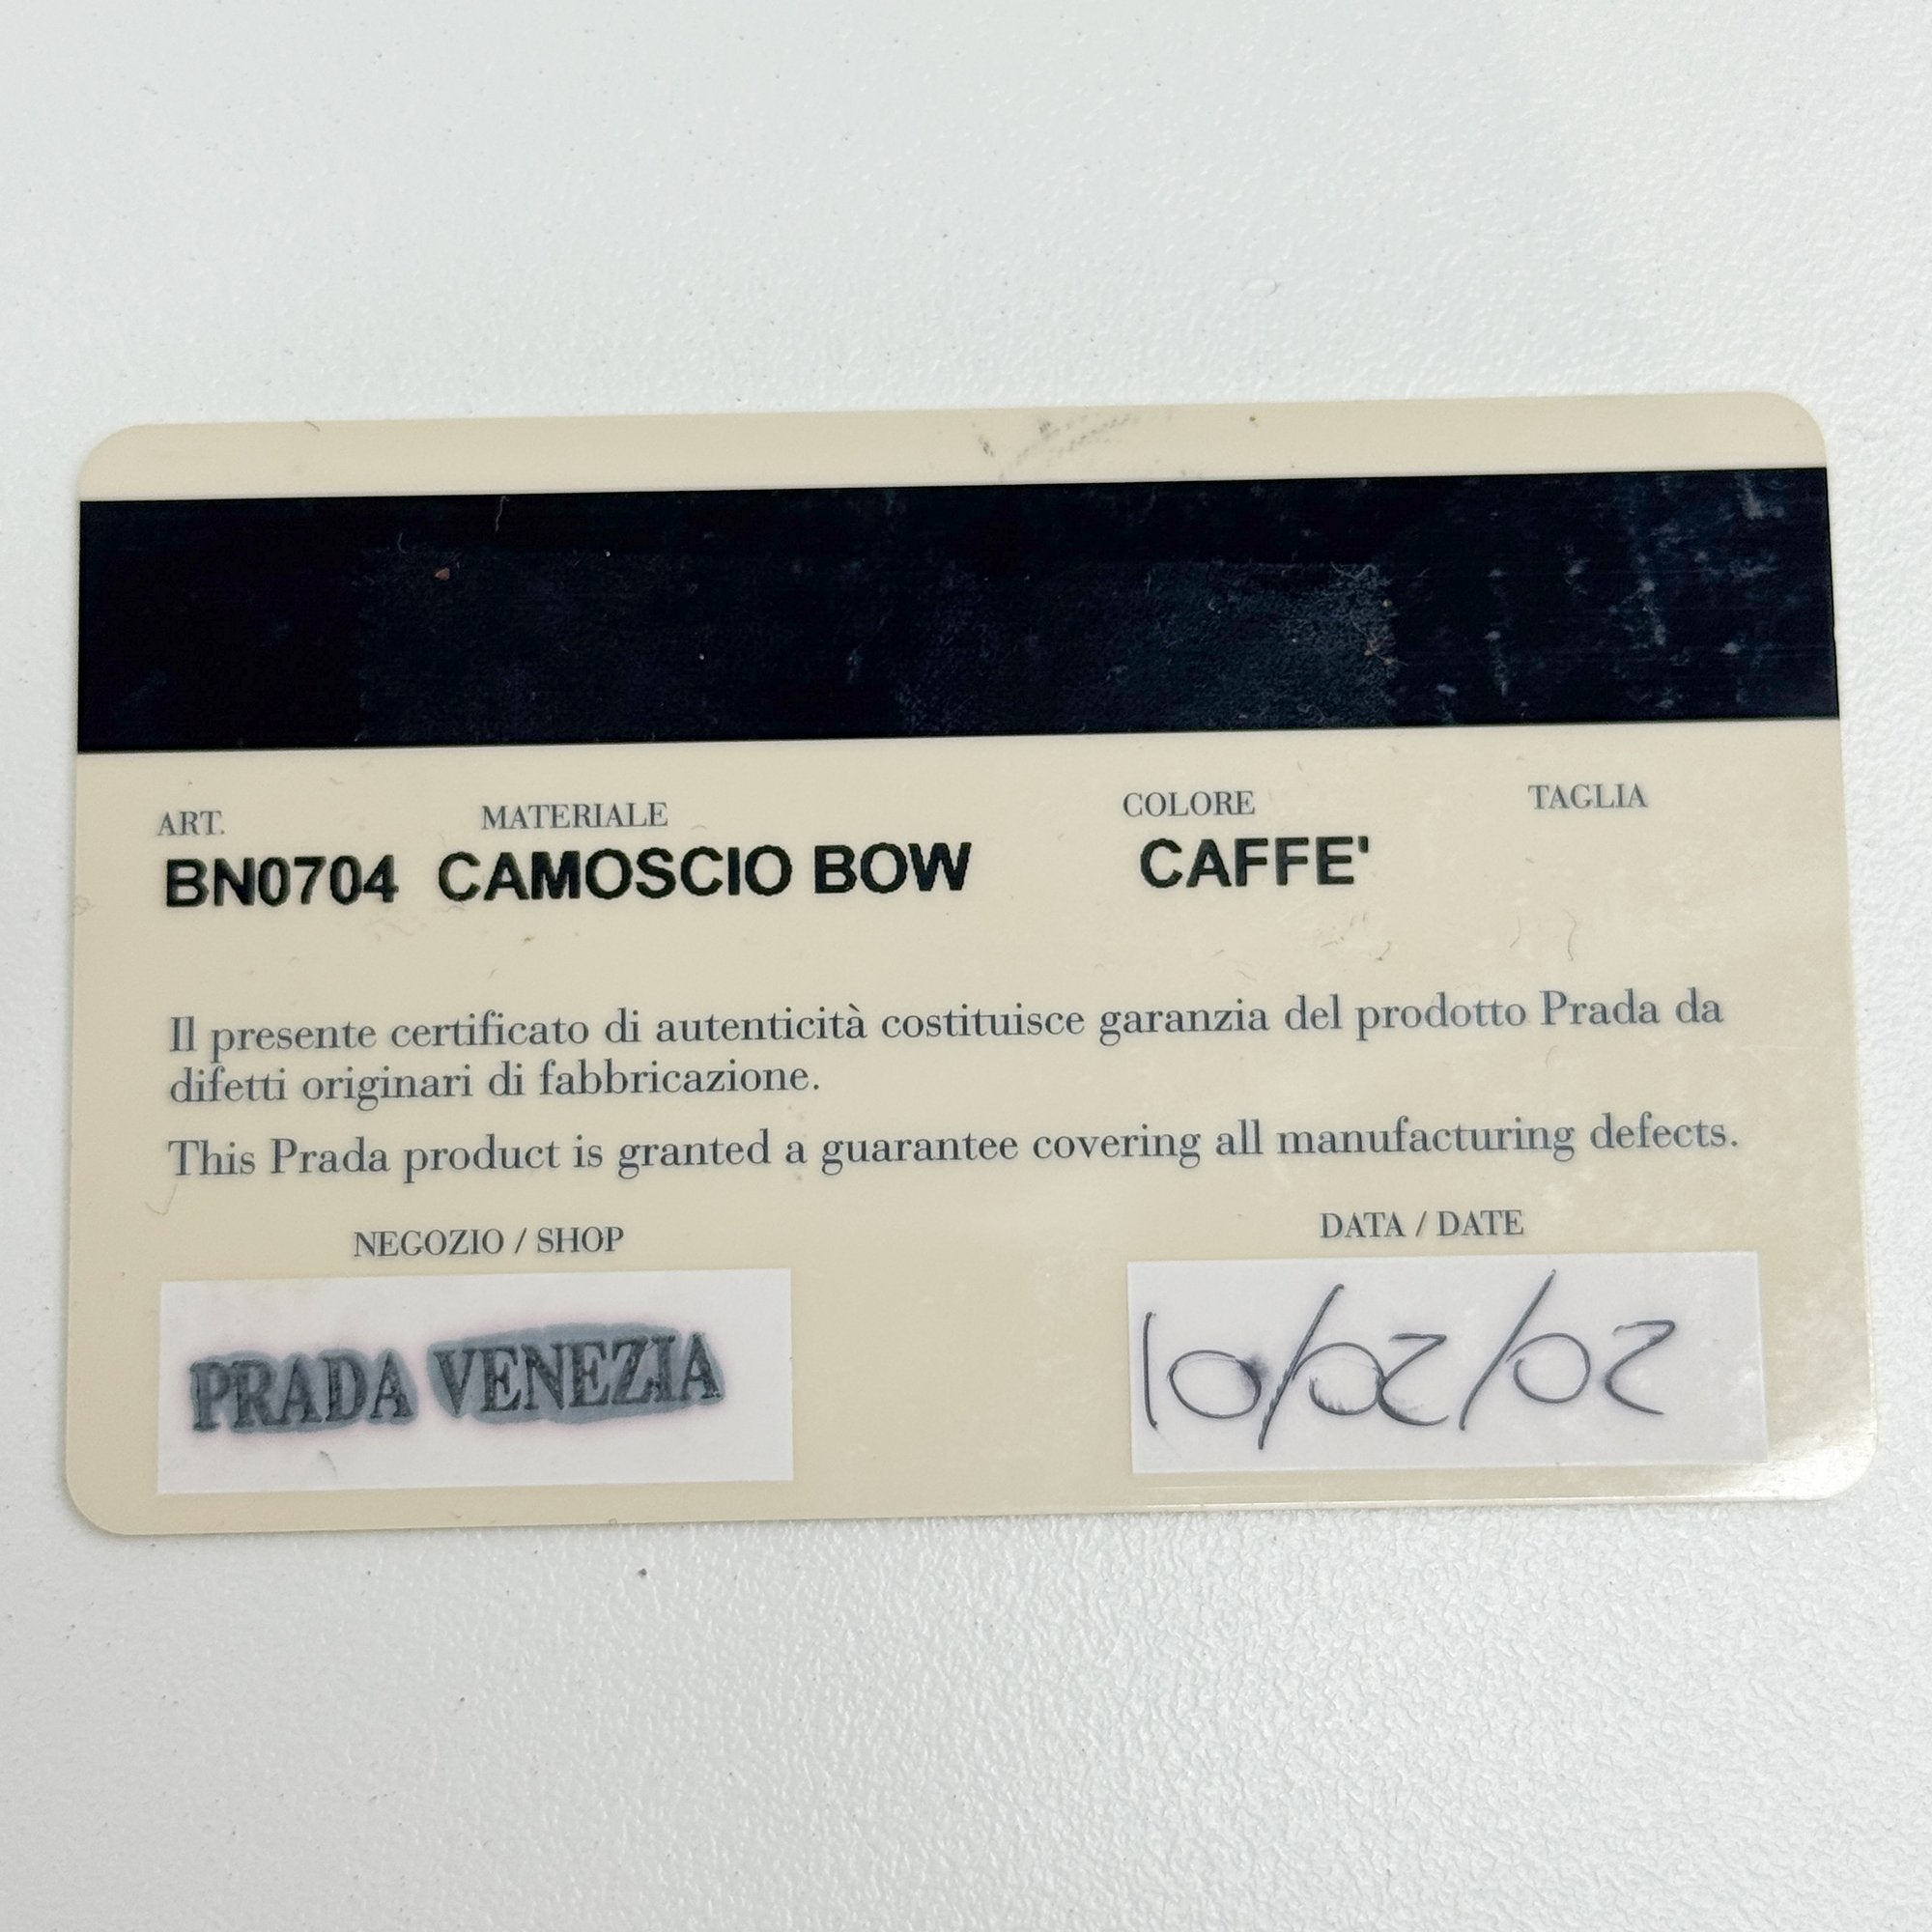 ART. MATERIALE COLORE TAGLIA
BN0704 CAMOSCIO BOW CAFFE'
Il presente certificato di autenticità costituisce garanzia del prodotto Prada da
difetti originari di fabbricazione.
This Prada product is granted a guarantee covering all manufacturing defects.
NEGOZIO / SHOP DATA / DATE
PRADA VENEZIA 10/02/02